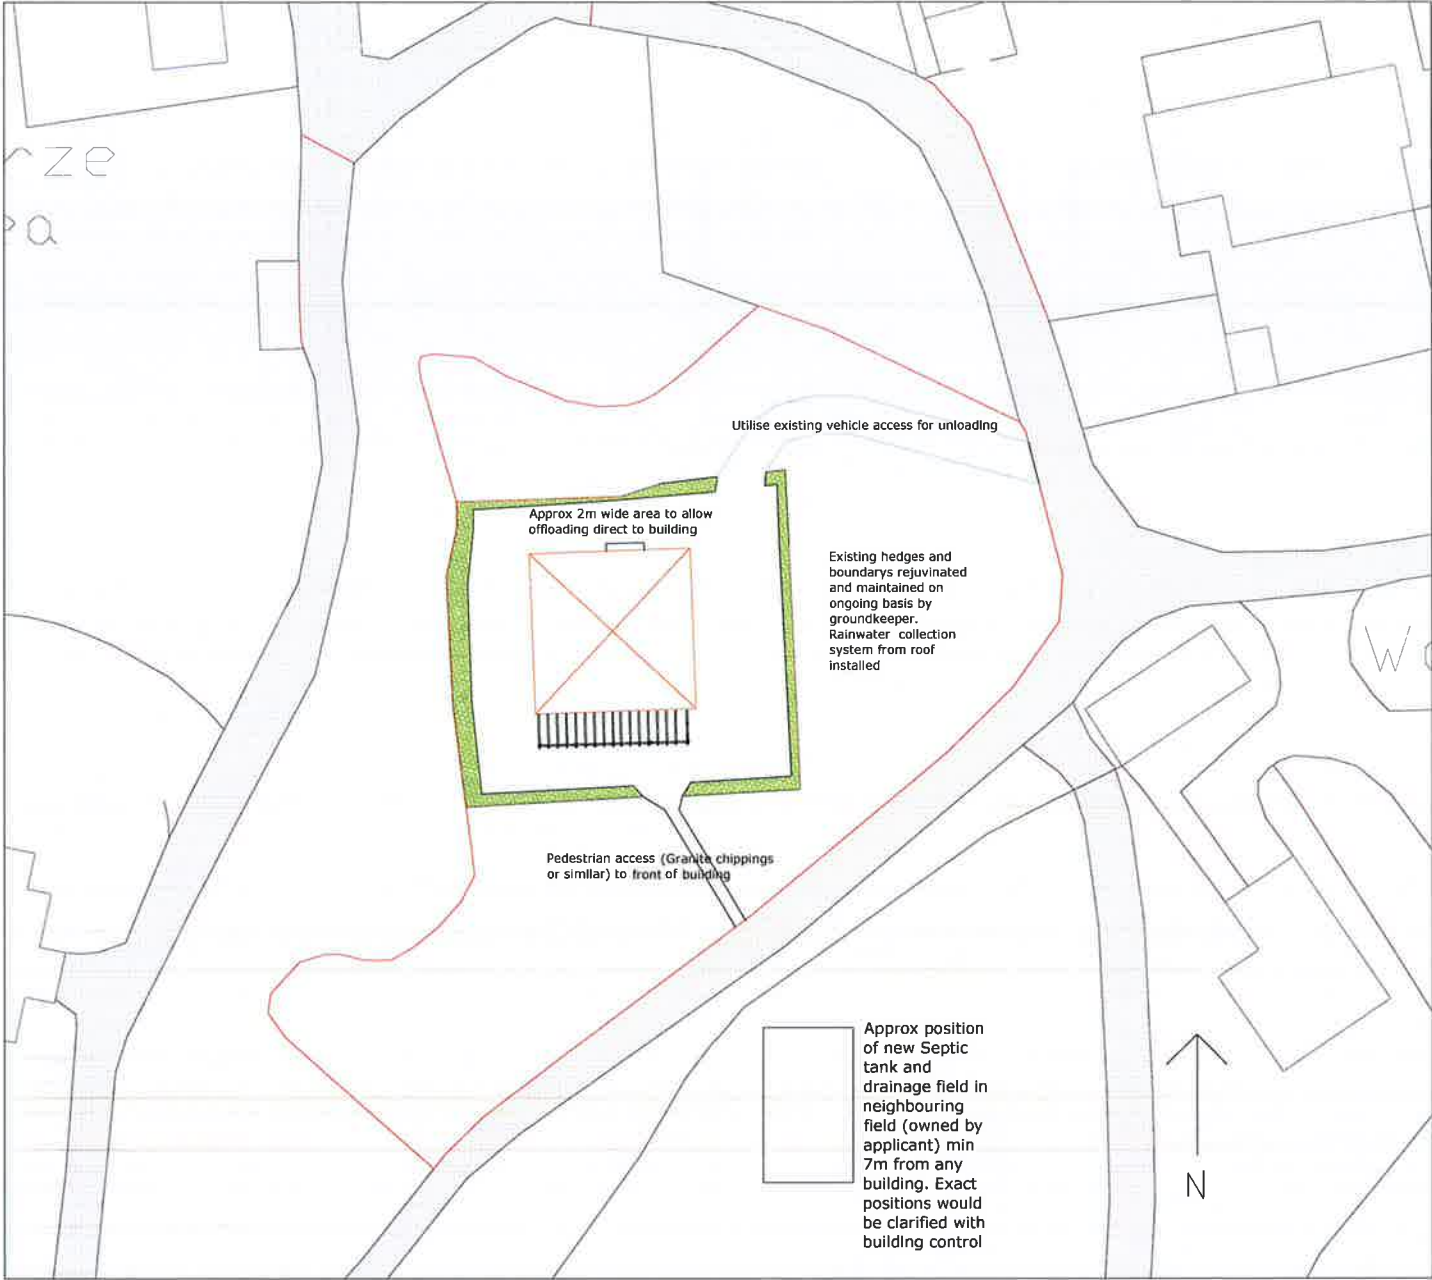 rze
ea
Utilise existing vehicle access for unloading
Approx 2m wide area to allow
offloading direct to building
Existing hedges and
boundarys rejuvinated
and maintained on
ongoing basis by
groundkeeper.
Rainwater collection
system from roof
installed
Pedestrian access (Granite chippings
or similar) to front of building
Approx position
of new Septic
tank and
drainage field in
neighbouring
field (owned by
applicant) min
7m from any
building. Exact
positions would
be clarified with
building control
N